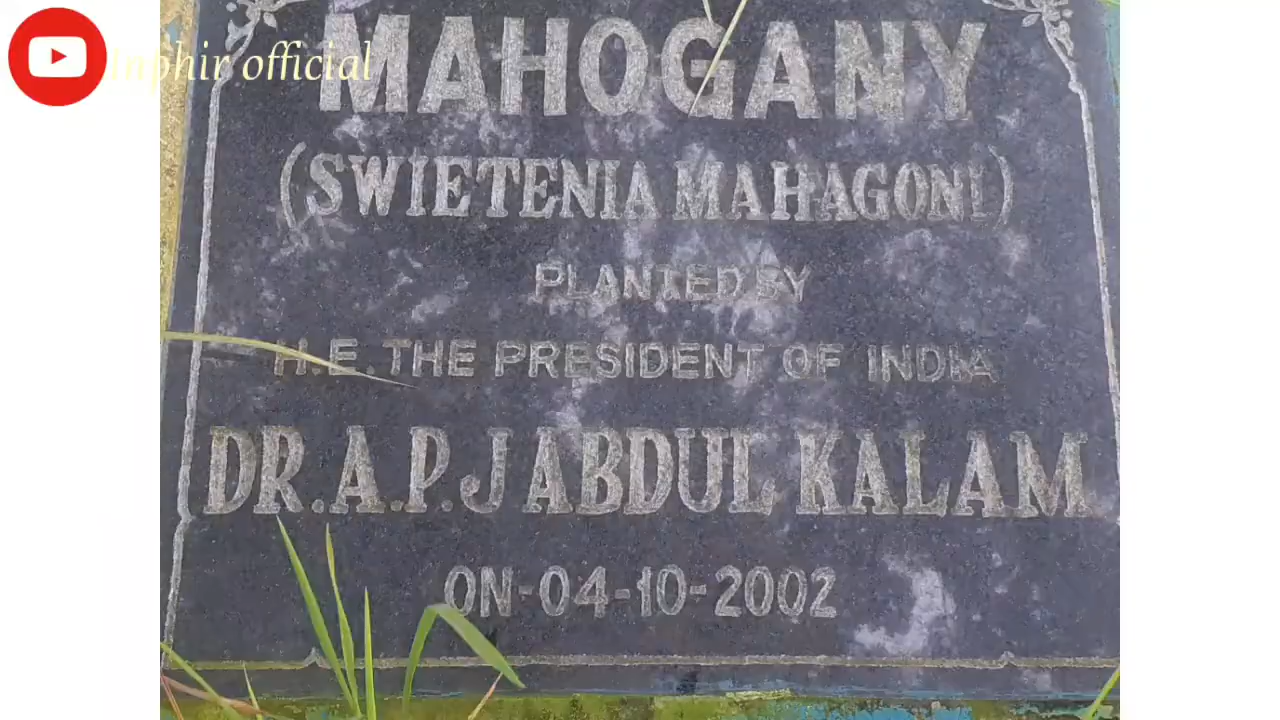 Inphir official
MAHOGANY
(SWIETENIA MAHAGONI)
PLANTED BY
H.E. THE PRESIDENT OF INDIA
DR.A.P.J ABDUL KALAM
ON-04-10-2002